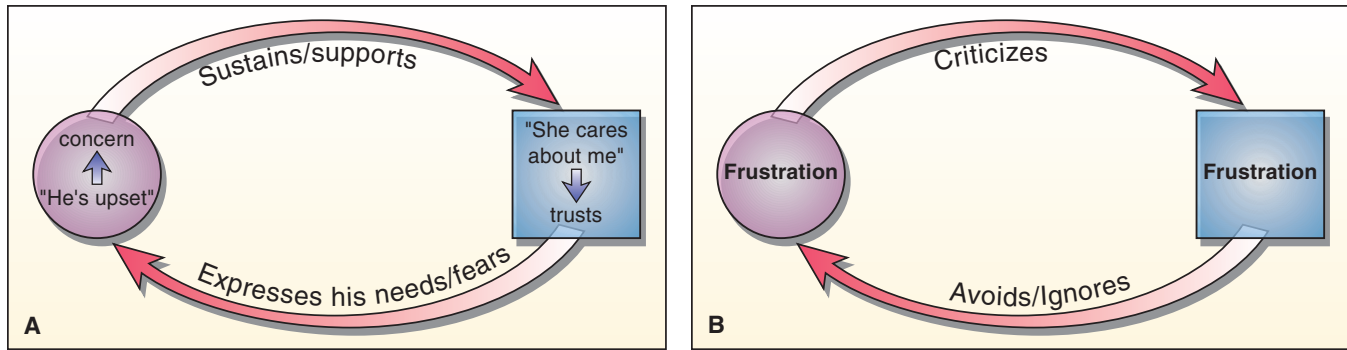 Sustains/supports
concern
"He's upset"
"She cares
about me"
trusts
Expresses his needs/fears
A
Criticizes
Frustration
Frustration
Avoids/Ignores
B